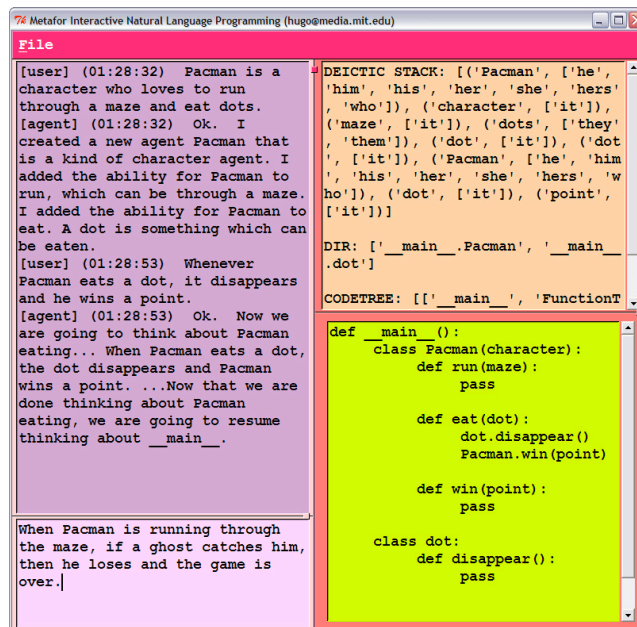 Metafor Interactive Natural Language Programming (hugo@media.mit.edu)
File
[user] (01:28:32)  Pacman is a
character who loves to run
through a maze and eat dots.
[agent] (01:28:32)  Ok.  I
created a new agent Pacman that
is a kind of character agent. I
added the ability for Pacman to
run, which can be through a maze.
I added the ability for Pacman to
eat. A dot is something which can
be eaten.
[user] (01:28:53)  Whenever
Pacman eats a dot, it disappears
and he wins a point.
[agent] (01:28:53)  Ok.  Now we
are going to think about Pacman
eating... When Pacman eats a dot,
the dot disappears and Pacman
wins a point. ...Now that we are
done thinking about Pacman
eating, we are going to resume
thinking about __main__.
When Pacman is running through
the maze, if a ghost catches him,
then he loses and the game is
over.
DEICTIC STACK: [('Pacman', ['he',
'him', 'his', 'her', 'she', 'hers'
, 'who']), ('character', ['it']),
('maze', ['it']), ('dots', ['they'
, 'them']), ('dot', ['it']), ('dot
', ['it']), ('Pacman', ['he', 'him
', 'his', 'her', 'she', 'hers', 'w
ho']), ('dot', ['it']), ('point',
['it'])]
DIR: ['__main__.Pacman', '__main__
.dot']
CODETREE: [['__main__', 'FunctionT
def __main__():
class Pacman(character):
def run(maze):
pass
def eat(dot):
dot.disappear()
Pacman.win(point)
def win(point):
pass
class dot:
def disappear():
pass